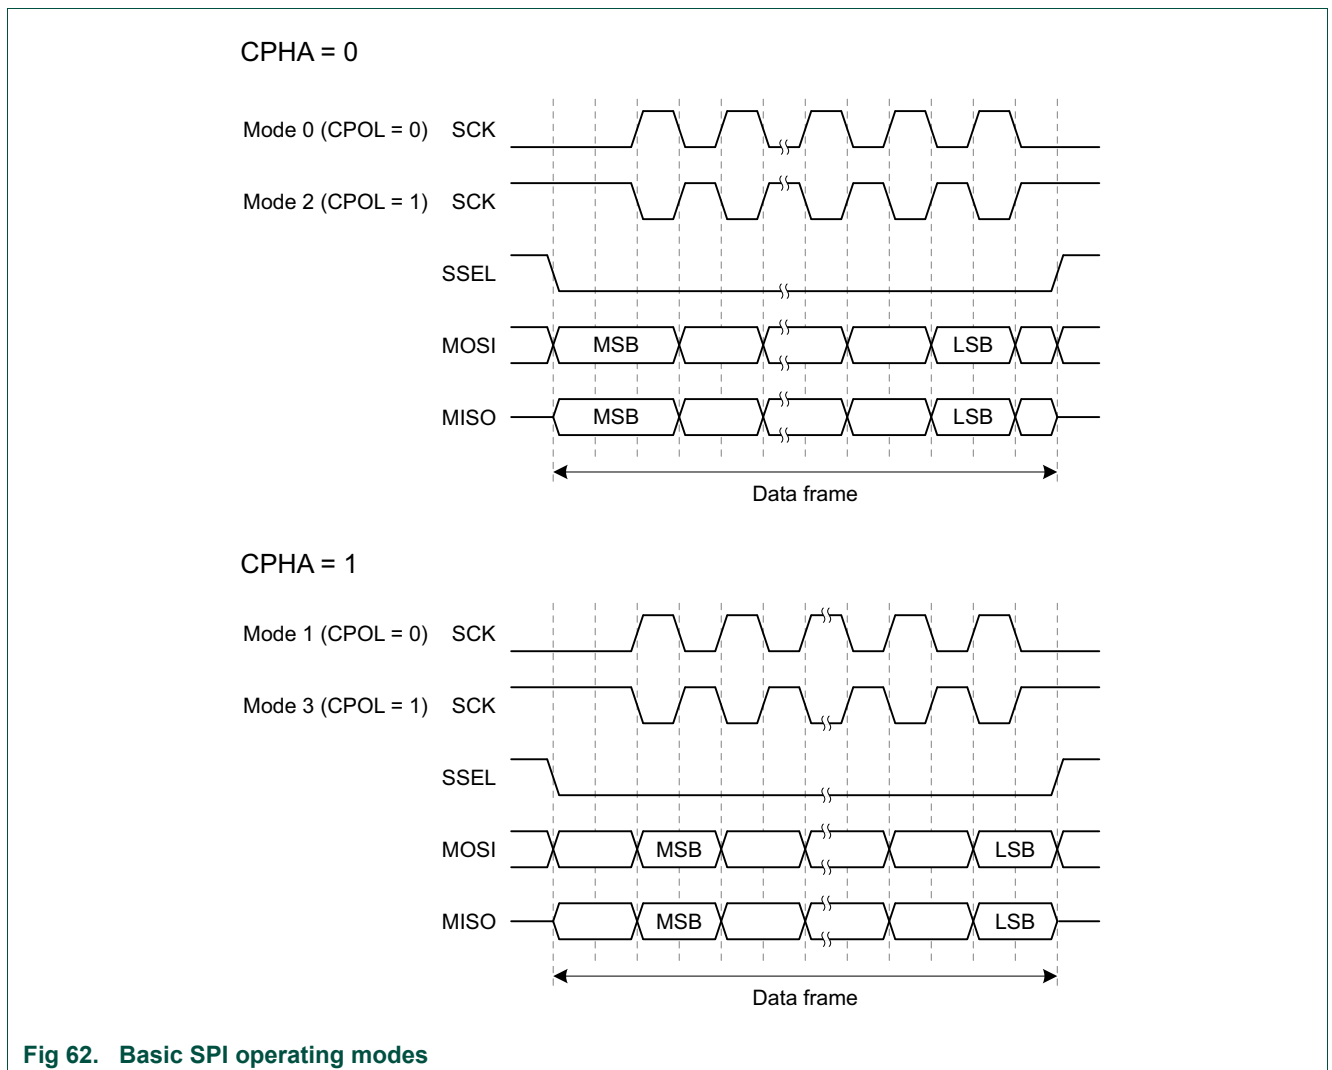 CPHA = 0
Mode 0 (CPOL = 0) SCK
Mode 2 (CPOL = 1) SCK
SSEL
MOSI MSB LSB
MISO MSB LSB
Data frame
CPHA = 1
Mode 1 (CPOL = 0) SCK
Mode 3 (CPOL = 1) SCK
SSEL
MOSI MSB LSB
MISO MSB LSB
Data frame
Fig 62. Basic SPI operating modes